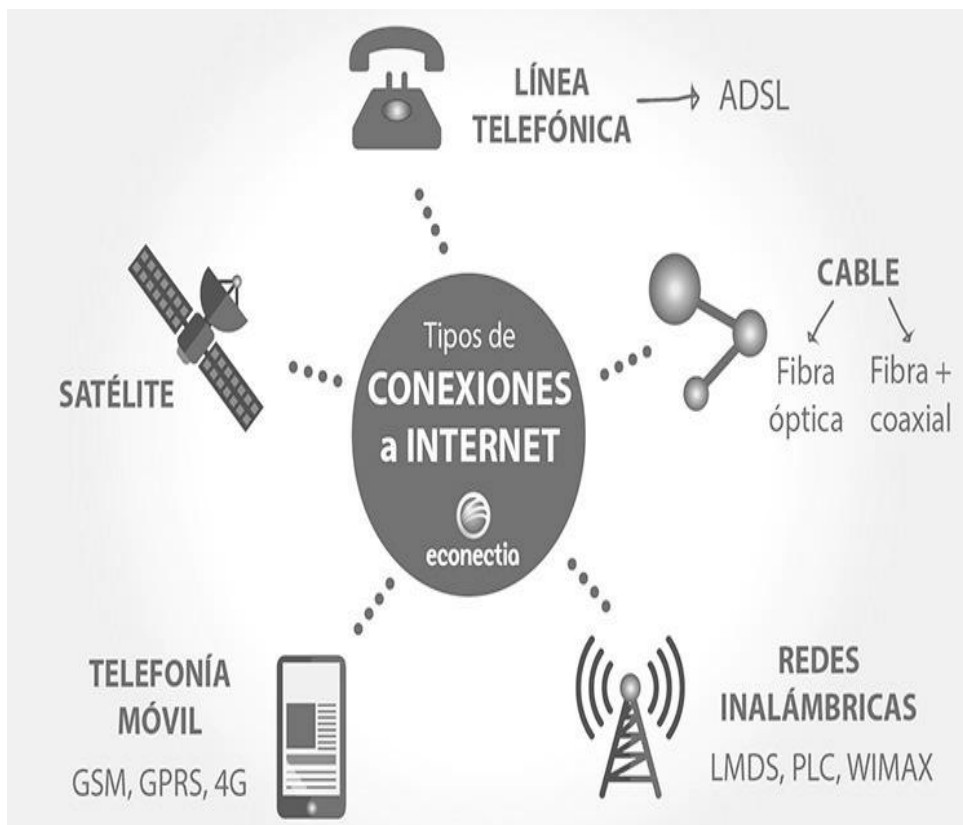 LÍNEA
TELEFÓNICA
ADSL
CABLE
Fibra
óptica
Fibra +
coaxial
SATÉLITE
Tipos de
CONEXIONES
a INTERNET
econectia
TELEFONÍA
MÓVIL
GSM, GPRS, 4G
REDES
INALÁMBRICAS
LMDS, PLC, WIMAX